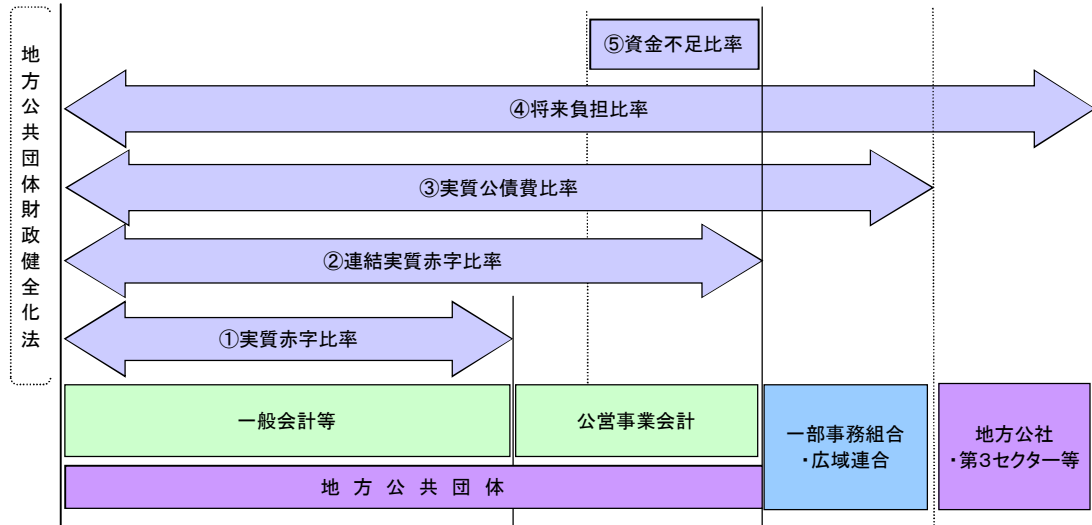 地方公共団体財政健全化法
⑤資金不足比率
④将来負担比率
③実質公債費比率
②連結実質赤字比率
①実質赤字比率
一般会計等
公営事業会計
一部事務組合
・広域連合
地方公社
・第3セクター等
地方公共団体